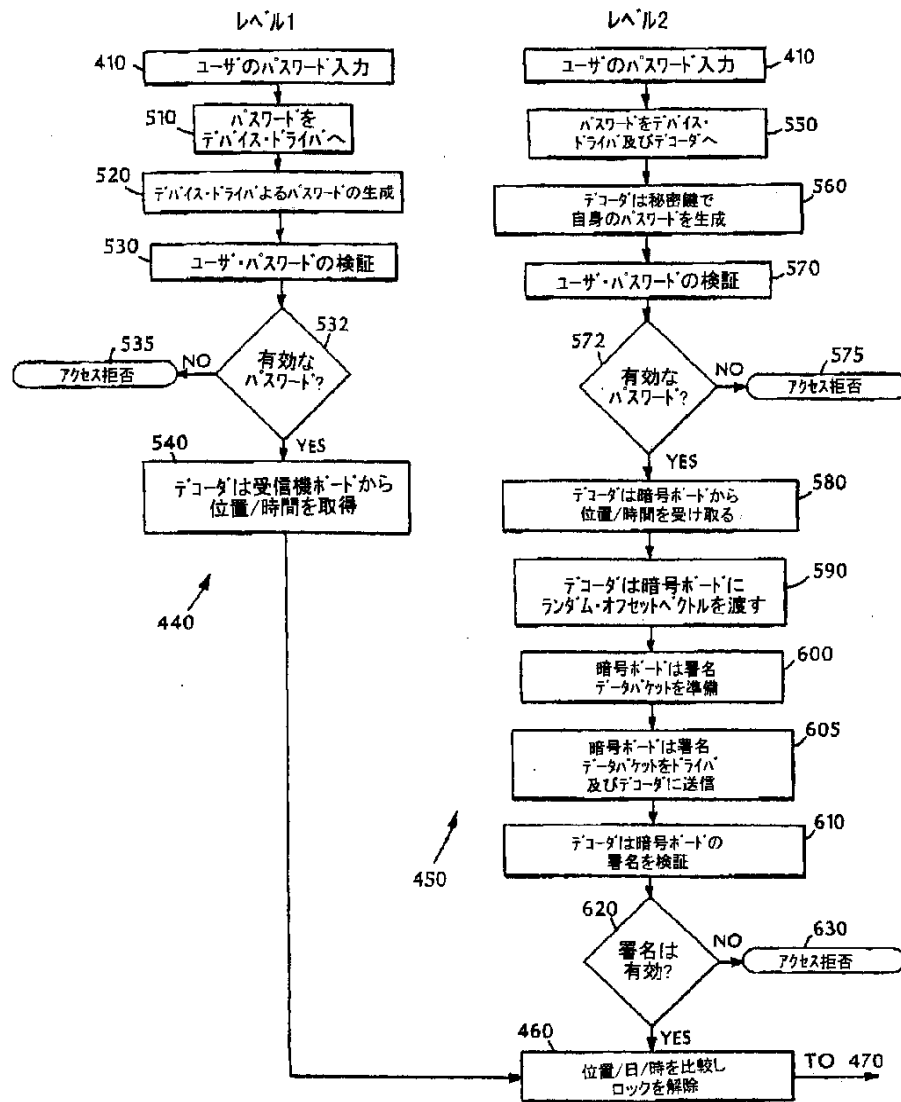 レベル1
410
ユーザのパスワード入力
510
パスワードを
デバイス・ドライバへ
520
デバイス・ドライバよるパスワードの生成
530
ユーザ・パスワードの検証
532
有効な
パスワード?
535
NO
アクセス拒否
YES
540
デコーダは受信機ボードから
位置/時間を取得
440
レベル2
410
ユーザのパスワード入力
550
パスワードをデバイス・
ドライバ及びデコーダへ
560
デコーダは秘密鍵で
自身のパスワードを生成
570
ユーザ・パスワードの検証
572
有効な
パスワード?
NO
575
アクセス拒否
YES
580
デコーダは暗号ボードから
位置/時間を受け取る
590
デコーダは暗号ボードに
ランダム・オフセットベクトルを渡す
600
暗号ボードは署名
データパケットを準備
605
暗号ボードは署名
データパケットをドライバ
及びデコーダに送信
610
デコーダは暗号ボードの
署名を検証
450
620
署名は
有効?
NO
630
アクセス拒否
YES
460
位置/日/時を比較し
ロックを解除
TO 470